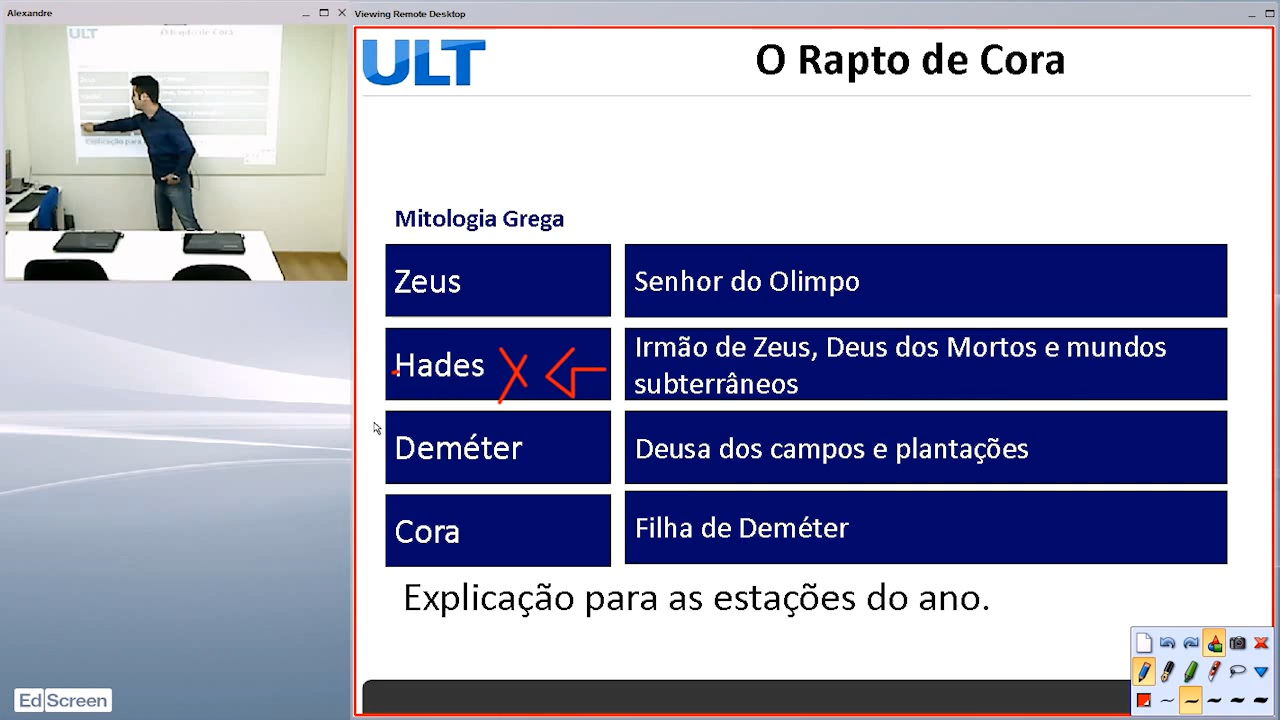 Alexandre
Viewing Remote Desktop
ULT
O Rapto de Cora
Mitologia Grega
Zeus
Senhor do Olimpo
Hades
Irmão de Zeus, Deus dos Mortos e mundos
subterrâneos
Deméter
Deusa dos campos e plantações
Cora
Filha de Deméter
Explicação para as estações do ano.
EdScreen